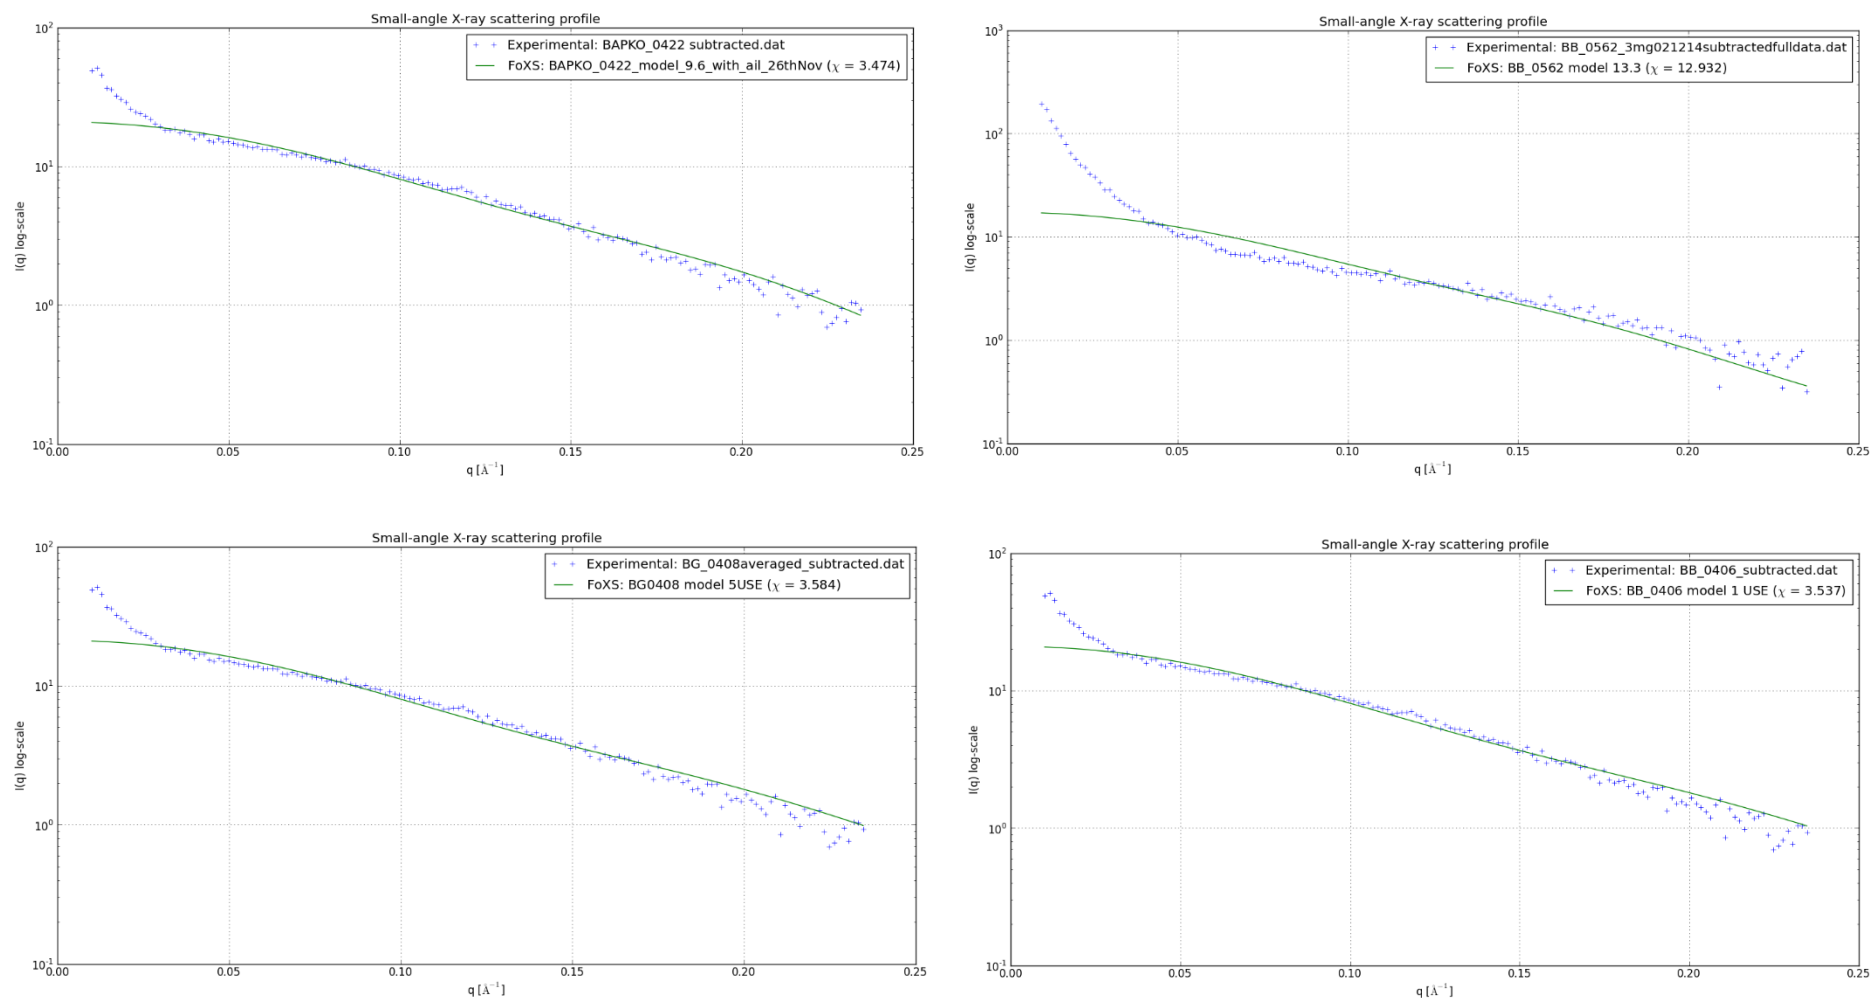 Small-angle X-ray scattering profile
Experimental: BAPKO_0422 subtracted.dat
FoXS: BAPKO_0422_model_9.6_with_ail_26thNov (χ = 3.474)
10²
10¹
10⁰
10⁻¹
I(q) log-scale
0.00 0.05 0.10 0.15 0.20 0.25
q [Å⁻¹]
Small-angle X-ray scattering profile
Experimental: BB_0562_3mg021214subtractedfulldata.dat
FoXS: BB_0562 model 13.3 (χ = 12.932)
10³
10²
10¹
10⁰
10⁻¹
I(q) log-scale
0.00 0.05 0.10 0.15 0.20 0.25
q [Å⁻¹]
Small-angle X-ray scattering profile
Experimental: BG_0408averaged_subtracted.dat
FoXS: BG0408 model 5USE (χ = 3.584)
10²
10¹
10⁰
10⁻¹
I(q) log-scale
0.00 0.05 0.10 0.15 0.20 0.25
q [Å⁻¹]
Small-angle X-ray scattering profile
Experimental: BB_0406_subtracted.dat
FoXS: BB_0406 model 1 USE (χ = 3.537)
10²
10¹
10⁰
10⁻¹
I(q) log-scale
0.00 0.05 0.10 0.15 0.20 0.25
q [Å⁻¹]